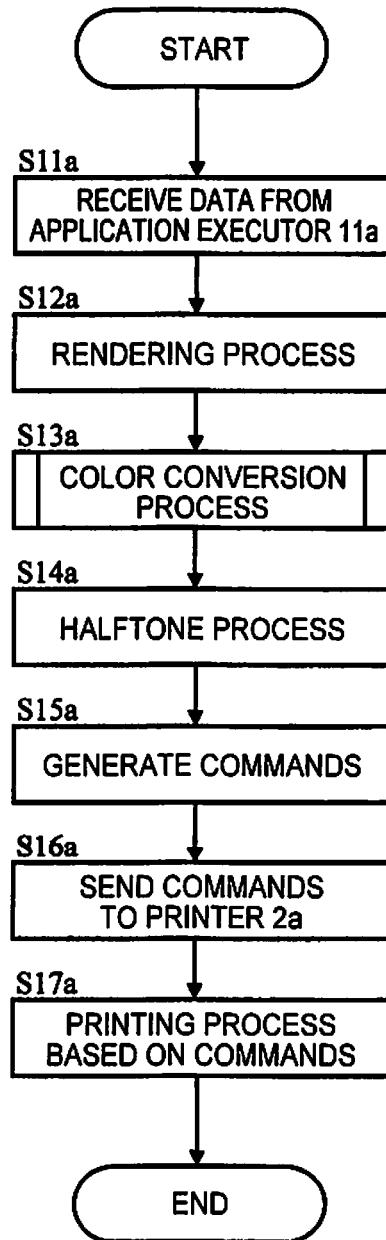 START
S11a
RECEIVE DATA FROM
APPLICATION EXECUTOR 11a
S12a
RENDERING PROCESS
S13a
COLOR CONVERSION
PROCESS
S14a
HALFTONE PROCESS
S15a
GENERATE COMMANDS
S16a
SEND COMMANDS
TO PRINTER 2a
S17a
PRINTING PROCESS
BASED ON COMMANDS
END